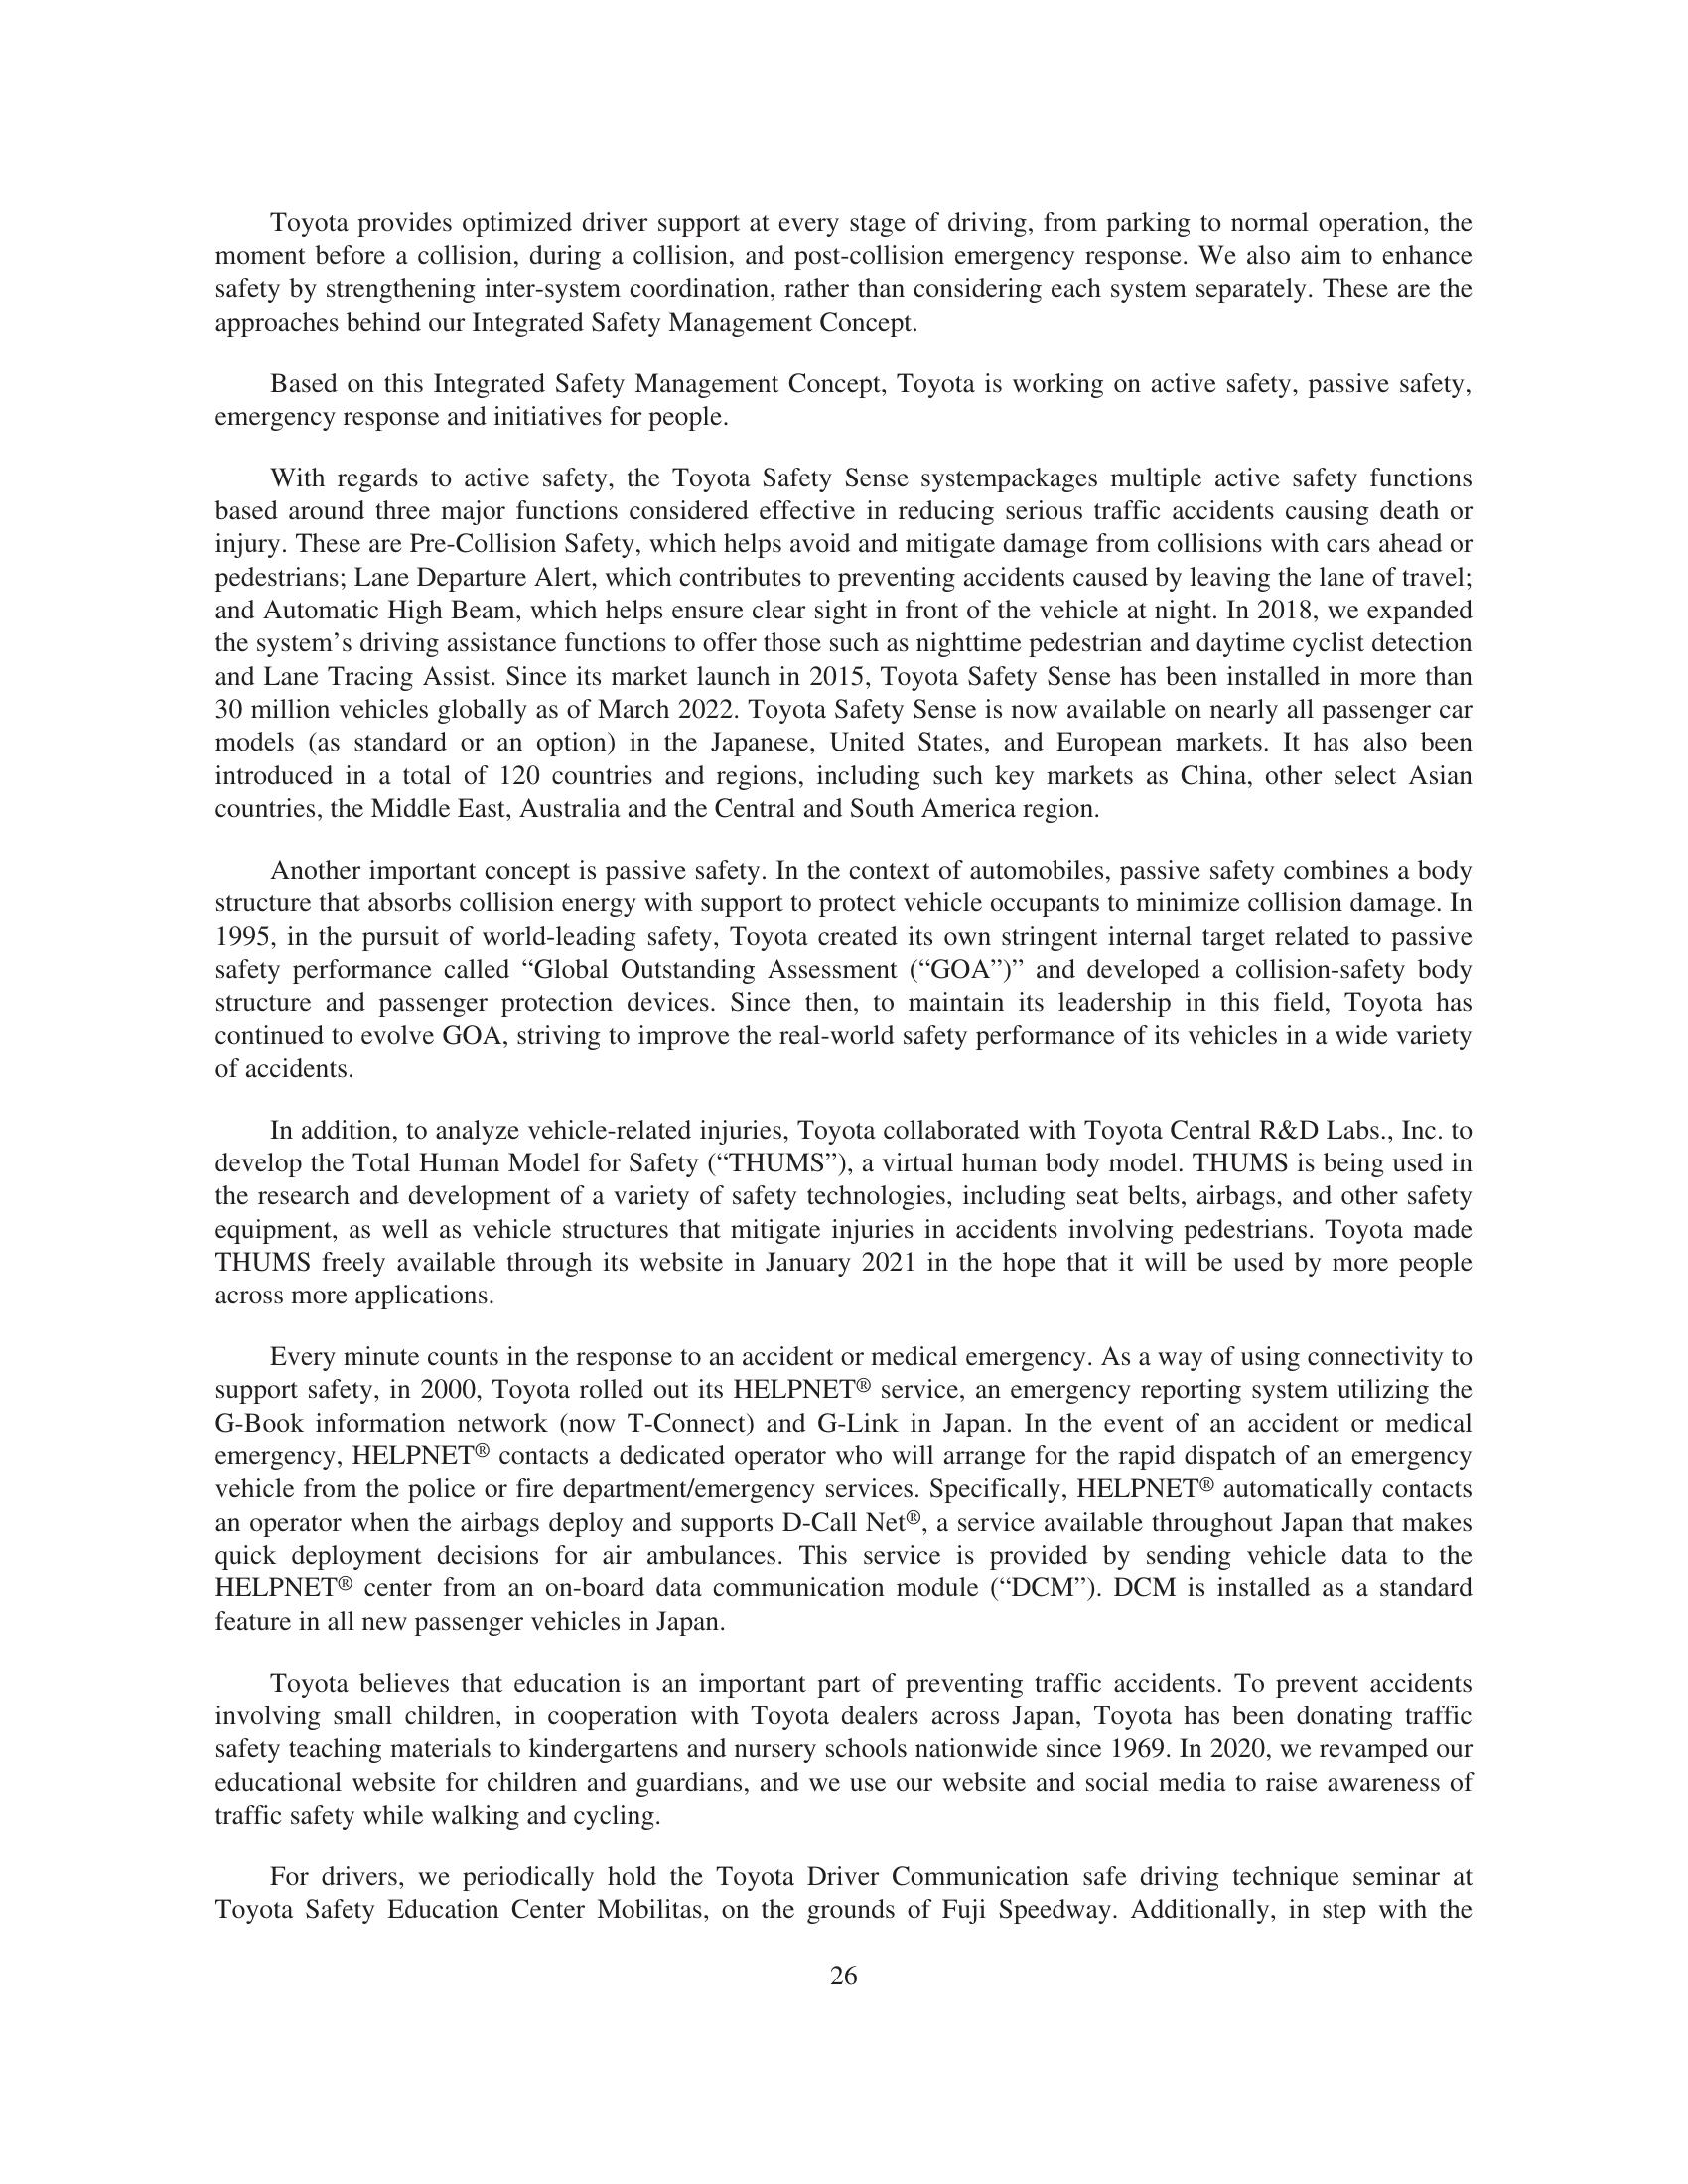 Toyota provides optimized driver support at every stage of driving, from parking to normal operation, the
moment before a collision, during a collision, and post-collision emergency response. We also aim to enhance
safety by strengthening inter-system coordination, rather than considering each system separately. These are the
approaches behind our Integrated Safety Management Concept.
Based on this Integrated Safety Management Concept, Toyota is working on active safety, passive safety,
emergency response and initiatives for people.
With regards to active safety, the Toyota Safety Sense systempackages multiple active safety functions
based around three major functions considered effective in reducing serious traffic accidents causing death or
injury. These are Pre-Collision Safety, which helps avoid and mitigate damage from collisions with cars ahead or
pedestrians; Lane Departure Alert, which contributes to preventing accidents caused by leaving the lane of travel;
and Automatic High Beam, which helps ensure clear sight in front of the vehicle at night. In 2018, we expanded
the system’s driving assistance functions to offer those such as nighttime pedestrian and daytime cyclist detection
and Lane Tracing Assist. Since its market launch in 2015, Toyota Safety Sense has been installed in more than
30 million vehicles globally as of March 2022. Toyota Safety Sense is now available on nearly all passenger car
models (as standard or an option) in the Japanese, United States, and European markets. It has also been
introduced in a total of 120 countries and regions, including such key markets as China, other select Asian
countries, the Middle East, Australia and the Central and South America region.
Another important concept is passive safety. In the context of automobiles, passive safety combines a body
structure that absorbs collision energy with support to protect vehicle occupants to minimize collision damage. In
1995, in the pursuit of world-leading safety, Toyota created its own stringent internal target related to passive
safety performance called “Global Outstanding Assessment (“GOA”)” and developed a collision-safety body
structure and passenger protection devices. Since then, to maintain its leadership in this field, Toyota has
continued to evolve GOA, striving to improve the real-world safety performance of its vehicles in a wide variety
of accidents.
In addition, to analyze vehicle-related injuries, Toyota collaborated with Toyota Central R&D Labs., Inc. to
develop the Total Human Model for Safety (“THUMS”), a virtual human body model. THUMS is being used in
the research and development of a variety of safety technologies, including seat belts, airbags, and other safety
equipment, as well as vehicle structures that mitigate injuries in accidents involving pedestrians. Toyota made
THUMS freely available through its website in January 2021 in the hope that it will be used by more people
across more applications.
Every minute counts in the response to an accident or medical emergency. As a way of using connectivity to
support safety, in 2000, Toyota rolled out its HELPNET® service, an emergency reporting system utilizing the
G-Book information network (now T-Connect) and G-Link in Japan. In the event of an accident or medical
emergency, HELPNET® contacts a dedicated operator who will arrange for the rapid dispatch of an emergency
vehicle from the police or fire department/emergency services. Specifically, HELPNET® automatically contacts
an operator when the airbags deploy and supports D-Call Net®, a service available throughout Japan that makes
quick deployment decisions for air ambulances. This service is provided by sending vehicle data to the
HELPNET® center from an on-board data communication module (“DCM”). DCM is installed as a standard
feature in all new passenger vehicles in Japan.
Toyota believes that education is an important part of preventing traffic accidents. To prevent accidents
involving small children, in cooperation with Toyota dealers across Japan, Toyota has been donating traffic
safety teaching materials to kindergartens and nursery schools nationwide since 1969. In 2020, we revamped our
educational website for children and guardians, and we use our website and social media to raise awareness of
traffic safety while walking and cycling.
For drivers, we periodically hold the Toyota Driver Communication safe driving technique seminar at
Toyota Safety Education Center Mobilitas, on the grounds of Fuji Speedway. Additionally, in step with the
26